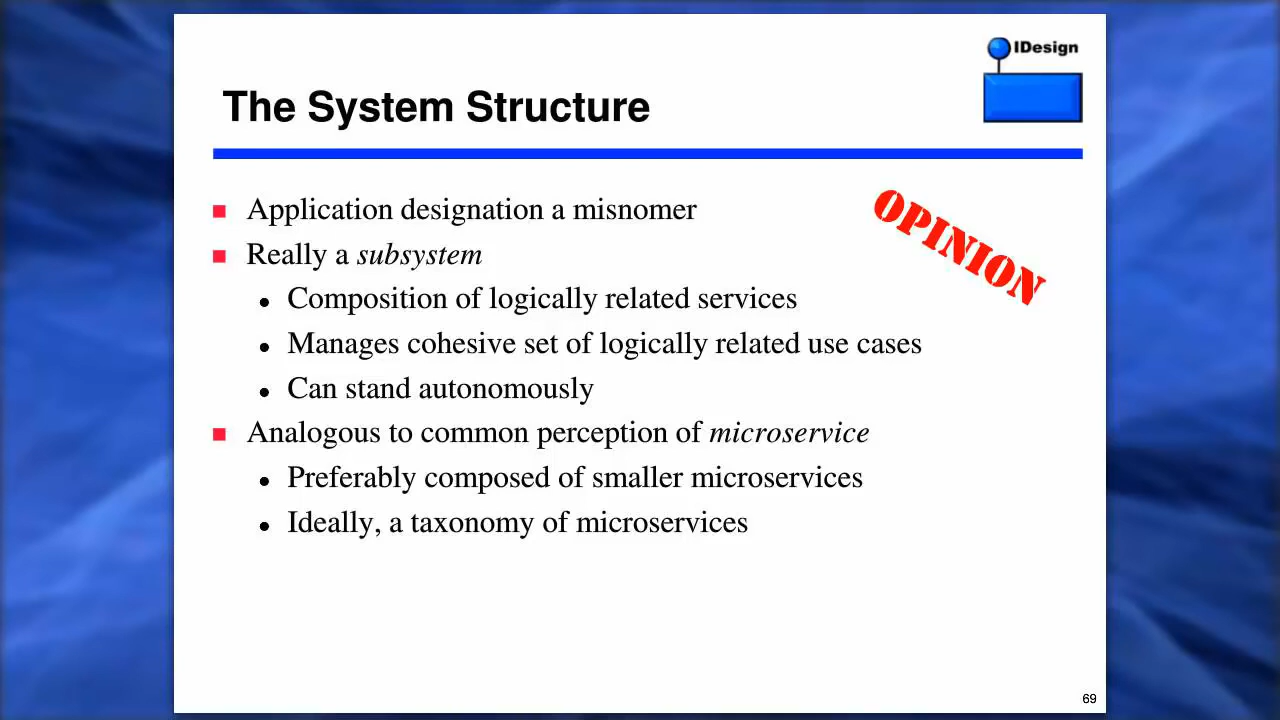 IDesign
The System Structure
OPINION
Application designation a misnomer
Really a subsystem
Composition of logically related services
Manages cohesive set of logically related use cases
Can stand autonomously
Analogous to common perception of microservice
Preferably composed of smaller microservices
Ideally, a taxonomy of microservices
69